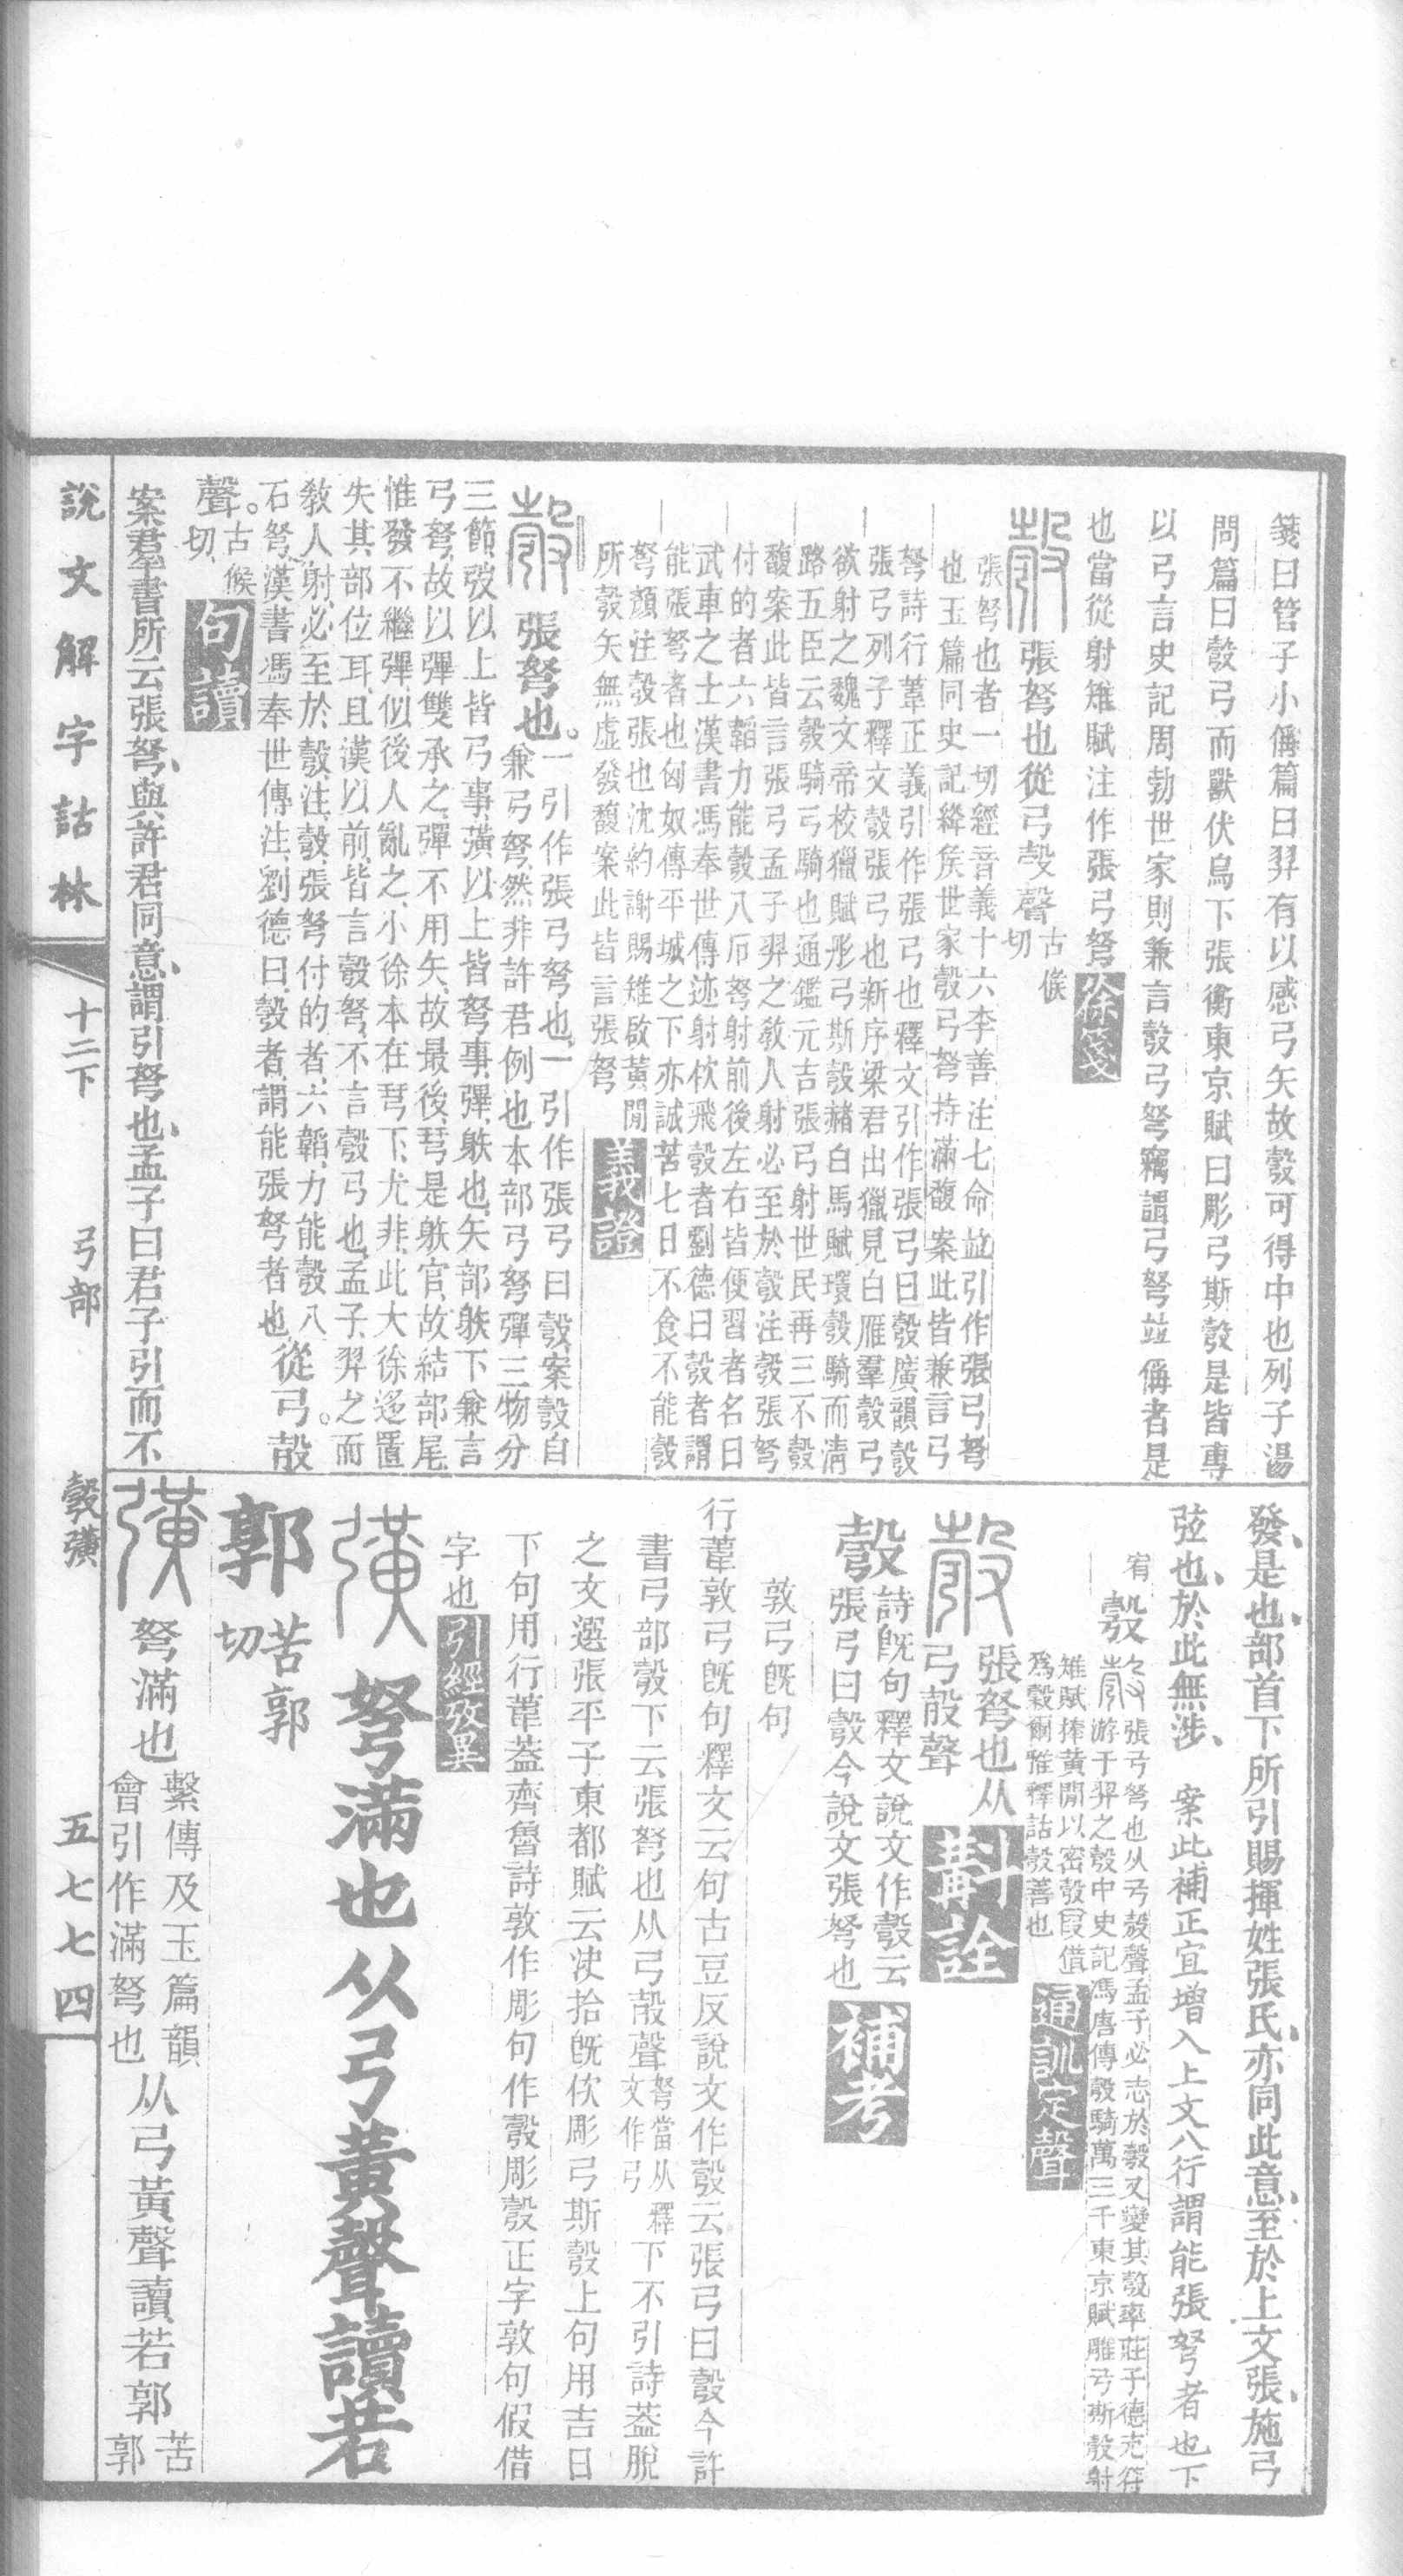 箋曰管子小偁篇曰羿有以感弓矢故彀可得中也列子湯
問篇曰彀弓而獸伏鳥下張衡東京賦曰彫弓斯彀是皆專
以弓言史記周勃世家則兼言彀弓弩竊謂弓弩竝偁者是
也當從射雉賦注作張弓弩 徐箋
張弩也從弓㱿聲 古候切
張弩也者一切經音義十六李善注七命竝引作張弓弩
也玉篇同史記絳侯世家彀弓弩持滿馥案此皆兼言弓
弩詩行葦正義引作張弓也釋文引作張弓曰彀廣韻彀
張弓列子釋文彀張弓也新序梁君出獵見白雁羣彀弓
欲射之魏文帝校獵賦彤弓斯彀赭白馬賦環彀騎而清
路五臣云彀騎弓騎也通鑑元吉張弓射世民再三不彀
馥案此皆言張弓孟子羿之教人射必至於彀注彀張弩
付的者六韜力能彀八石弩射前後左右皆便習者名曰
武車之士漢書馮奉世傳迹射佽飛彀者劉德曰彀者謂
能張弩者也匈奴傳平城之下亦誠苦七日不食不能彀
弩顏注彀張也沈約謝賜雉啟黃閒
所彀矢無虛發馥案此皆言張弩 義證
張弩也。一引作張弓弩也一引作張弓曰彀案彀自
兼弓弩然非許君例也本部弓弩彈三物分
三節弢以上皆弓事彉以上皆弩事彈䠶也矢部䠶下兼言
弓弩故以彈雙承之彈不用矢故最後𢎺是䠶官故結部尾
惟發不繼彈似後人亂之小徐本在𢎺下尤非此大徐迻置
失其部位耳且漢以前皆言彀弩不言彀弓也孟子羿之而
教人射必至於彀注彀張弩付的者六韜力能彀八
石弩漢書馮奉世傳注劉德曰彀者謂能張弩者也 從弓。㱿
聲。古候切 句讀
案羣書所云張弩與許君同意謂引弩也孟子曰君子引而不
發是也部首下所引賜揮姓張氏亦同此意至於上文張施弓
弦也於此無涉 案此補正宜增入上文八行謂能張弩者也下
宥 彀 張弓弩也从弓㱿聲孟子必志於彀又變其彀率莊子德充符
游于羿之彀中史記馮唐傳彀騎萬三千東京賦雕弓斯彀射
雉賦捧黃閒以密彀叚借
爲穀爾雅釋詁彀善也 通訓定聲
張弩也从
弓㱿聲 斠詮
彀 詩旣句釋文說文作彀云
張弓曰彀今說文張弩也 補考
敦弓旣句
行葦敦弓旣句釋文云句古豆反說文作彀云張弓曰彀今許
書弓部彀下云張弩也从弓㱿聲 弩當从釋文作弓 下不引詩葢脫
之文選張平子東都賦云決拾旣佽彫弓斯彀上句用吉日
下句用行葦葢齊魯詩敦作彫句作彀彫彀正字敦句假借
字也 引經攷異
弩滿也从弓黃聲讀若
郭 苦郭切
弩滿也 繫傳及玉篇韻
會引作滿弩也 从弓黃聲讀若郭 苦郭
說文解字詁林 十二下 弓部 彀彉 五七七四